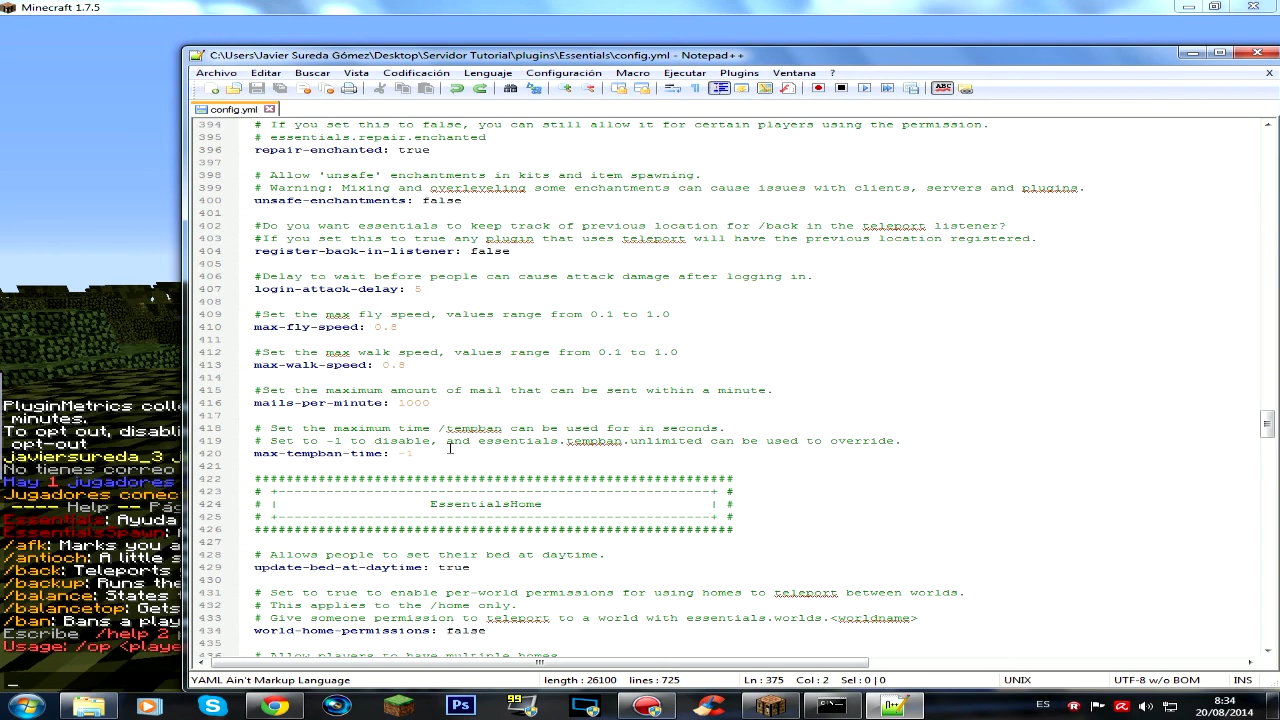 Minecraft 1.7.5
C:\Users\Javier Sureda Gómez\Desktop\Servidor Tutorial\plugins\Essentials\config.yml - Notepad++
Archivo Editar Buscar Vista Codificación Lenguaje Configuración Macro Ejecutar Plugins Ventana ? X
config.yml
394 # If you set this to false, you can still allow it for certain players using the permission.
395 # essentials.repair.enchanted
396 repair-enchanted: true
397
398 # Allow 'unsafe' enchantments in kits and item spawning.
399 # Warning: Mixing and overleveling some enchantments can cause issues with clients, servers and plugins.
400 unsafe-enchantments: false
401
402 #Do you want essentials to keep track of previous location for /back in the teleport listener?
403 #If you set this to true any plugin that uses teleport will have the previous location registered.
404 register-back-in-listener: false
405
406 #Delay to wait before people can cause attack damage after logging in.
407 login-attack-delay: 5
408
409 #Set the max fly speed, values range from 0.1 to 1.0
410 max-fly-speed: 0.8
411
412 #Set the max walk speed, values range from 0.1 to 1.0
413 max-walk-speed: 0.8
414
415 #Set the maximum amount of mail that can be sent within a minute.
416 mails-per-minute: 1000
417
418 # Set the maximum time /tempban can be used for in seconds.
419 # Set to -1 to disable, and essentials.tempban.unlimited can be used to override.
420 max-tempban-time: -1
421
422 ############################################################
423 # +------------------------------------------------------+ #
424 # | EssentialsHome | #
425 # +------------------------------------------------------+ #
426 ############################################################
427
428 # Allows people to set their bed at daytime.
429 update-bed-at-daytime: true
430
431 # Set to true to enable per-world permissions for using homes to teleport between worlds.
432 # This applies to the /home only.
433 # Give someone permission to teleport to a world with essentials.worlds.<worldname>
434 world-home-permissions: false
435
436 # Allow players to have multiple homes
PluginMetrics coll
minutes.
To opt out, disabli
opt-out
javiersureda_3
No tienes correo
Hay 1 jugadores
Jugadores conec
---- Help -- Pág
Essentials: Ayuda
EssentialsSpawn:
/afk: Marks you a
/antioch: A little s
/back: Teleports
/backup: Runs the
/balance: States
/balancetop: Gets
/ban: Bans a play
Escribe /help 2
Usage: /op <playe
_
YAML Ain't Markup Language length : 26100 lines : 725 Ln : 375 Col : 2 Sel : 0 | 0 UNIX UTF-8 w/o BOM INS
Ps 99 ES 8:34
20/08/2014